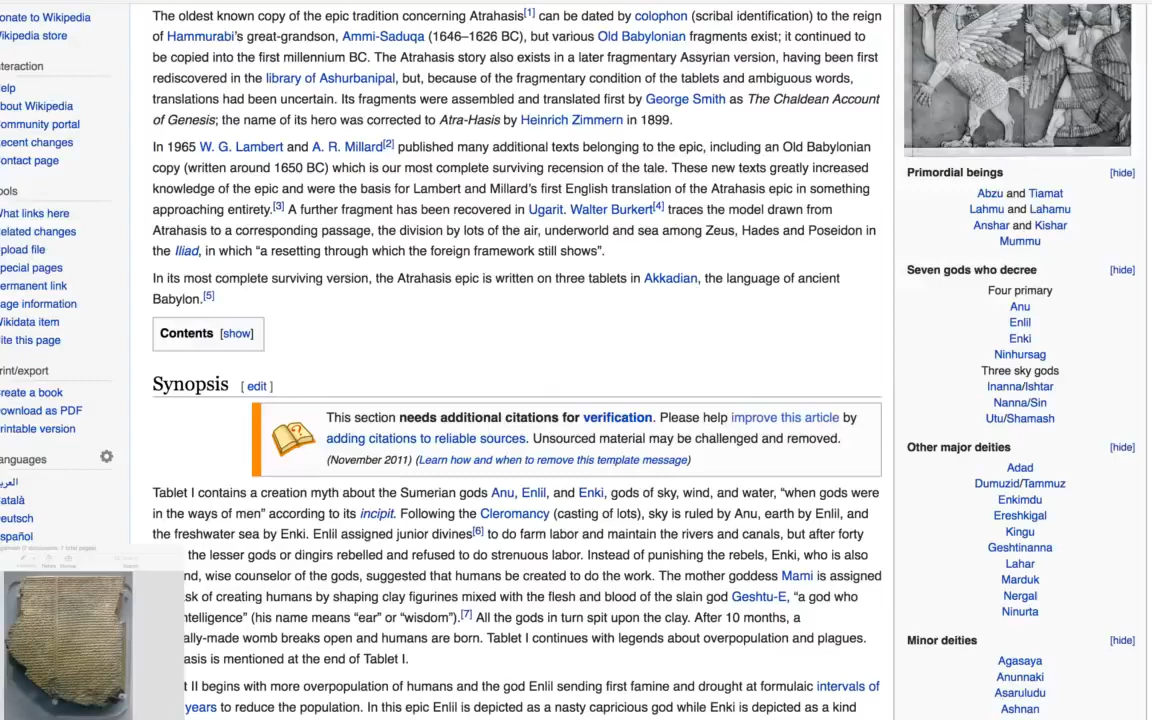 onate to Wikipedia
ikipedia store
teraction
elp
bout Wikipedia
ommunity portal
ecent changes
ontact page
ools
hat links here
elated changes
pload file
pecial pages
ermanent link
age information
ikidata item
ite this page
rint/export
reate a book
ownload as PDF
rintable version
anguages
العربية
atalà
eutsch
spañol
The oldest known copy of the epic tradition concerning Atrahasis[1] can be dated by colophon (scribal identification) to the reign
of Hammurabi's great-grandson, Ammi-Saduqa (1646–1626 BC), but various Old Babylonian fragments exist; it continued to
be copied into the first millennium BC. The Atrahasis story also exists in a later fragmentary Assyrian version, having been first
rediscovered in the library of Ashurbanipal, but, because of the fragmentary condition of the tablets and ambiguous words,
translations had been uncertain. Its fragments were assembled and translated first by George Smith as The Chaldean Account
of Genesis; the name of its hero was corrected to Atra-Hasis by Heinrich Zimmern in 1899.
In 1965 W. G. Lambert and A. R. Millard[2] published many additional texts belonging to the epic, including an Old Babylonian
copy (written around 1650 BC) which is our most complete surviving recension of the tale. These new texts greatly increased
knowledge of the epic and were the basis for Lambert and Millard's first English translation of the Atrahasis epic in something
approaching entirety.[3] A further fragment has been recovered in Ugarit. Walter Burkert[4] traces the model drawn from
Atrahasis to a corresponding passage, the division by lots of the air, underworld and sea among Zeus, Hades and Poseidon in
the Iliad, in which “a resetting through which the foreign framework still shows”.
In its most complete surviving version, the Atrahasis epic is written on three tablets in Akkadian, the language of ancient
Babylon.[5]
Contents [show]
Synopsis [ edit ]
This section needs additional citations for verification. Please help improve this article by
adding citations to reliable sources. Unsourced material may be challenged and removed.
(November 2011) (Learn how and when to remove this template message)
Tablet I contains a creation myth about the Sumerian gods Anu, Enlil, and Enki, gods of sky, wind, and water, “when gods were
in the ways of men” according to its incipit. Following the Cleromancy (casting of lots), sky is ruled by Anu, earth by Enlil, and
the freshwater sea by Enki. Enlil assigned junior divines[6] to do farm labor and maintain the rivers and canals, but after forty
the lesser gods or dingirs rebelled and refused to do strenuous labor. Instead of punishing the rebels, Enki, who is also
nd, wise counselor of the gods, suggested that humans be created to do the work. The mother goddess Mami is assigned
sk of creating humans by shaping clay figurines mixed with the flesh and blood of the slain god Geshtu-E, “a god who
ntelligence” (his name means “ear” or “wisdom”).[7] All the gods in turn spit upon the clay. After 10 months, a
ally-made womb breaks open and humans are born. Tablet I continues with legends about overpopulation and plagues.
asis is mentioned at the end of Tablet I.
t II begins with more overpopulation of humans and the god Enlil sending first famine and drought at formulaic intervals of
years to reduce the population. In this epic Enlil is depicted as a nasty capricious god while Enki is depicted as a kind
Primordial beings [hide]
Abzu and Tiamat
Lahmu and Lahamu
Anshar and Kishar
Mummu
Seven gods who decree [hide]
Four primary
Anu
Enlil
Enki
Ninhursag
Three sky gods
Inanna/Ishtar
Nanna/Sin
Utu/Shamash
Other major deities [hide]
Adad
Dumuzid/Tammuz
Enkimdu
Ereshkigal
Kingu
Geshtinanna
Lahar
Marduk
Nergal
Ninurta
Minor deities [hide]
Agasaya
Anunnaki
Asaruludu
Ashnan